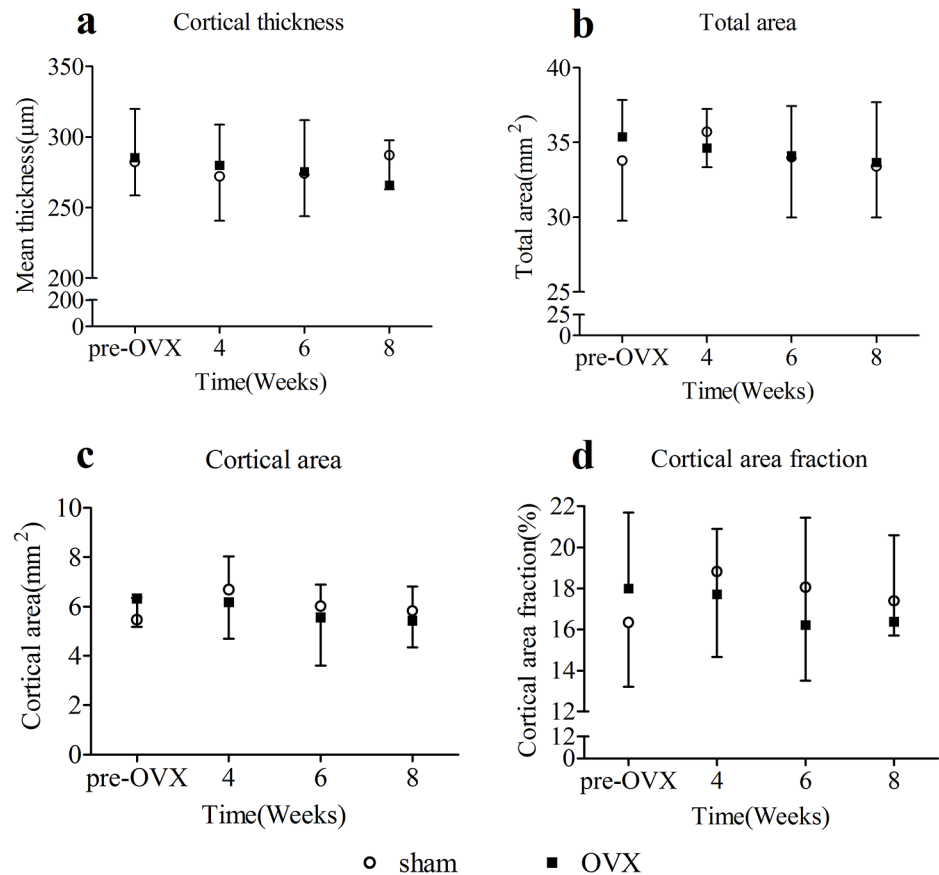 a Cortical thickness
Mean thickness(μm)
350
300
250
200
200
0
pre-OVX 4 6 8
Time(Weeks)
b Total area
Total area(mm²)
40
35
30
25
25
0
pre-OVX 4 6 8
Time(Weeks)
c Cortical area
Cortical area(mm²)
10
8
6
4
2
0
pre-OVX 4 6 8
Time(Weeks)
d Cortical area fraction
Cortical area fraction(%)
22
20
18
16
14
12
12
0
pre-OVX 4 6 8
Time(Weeks)
sham OVX